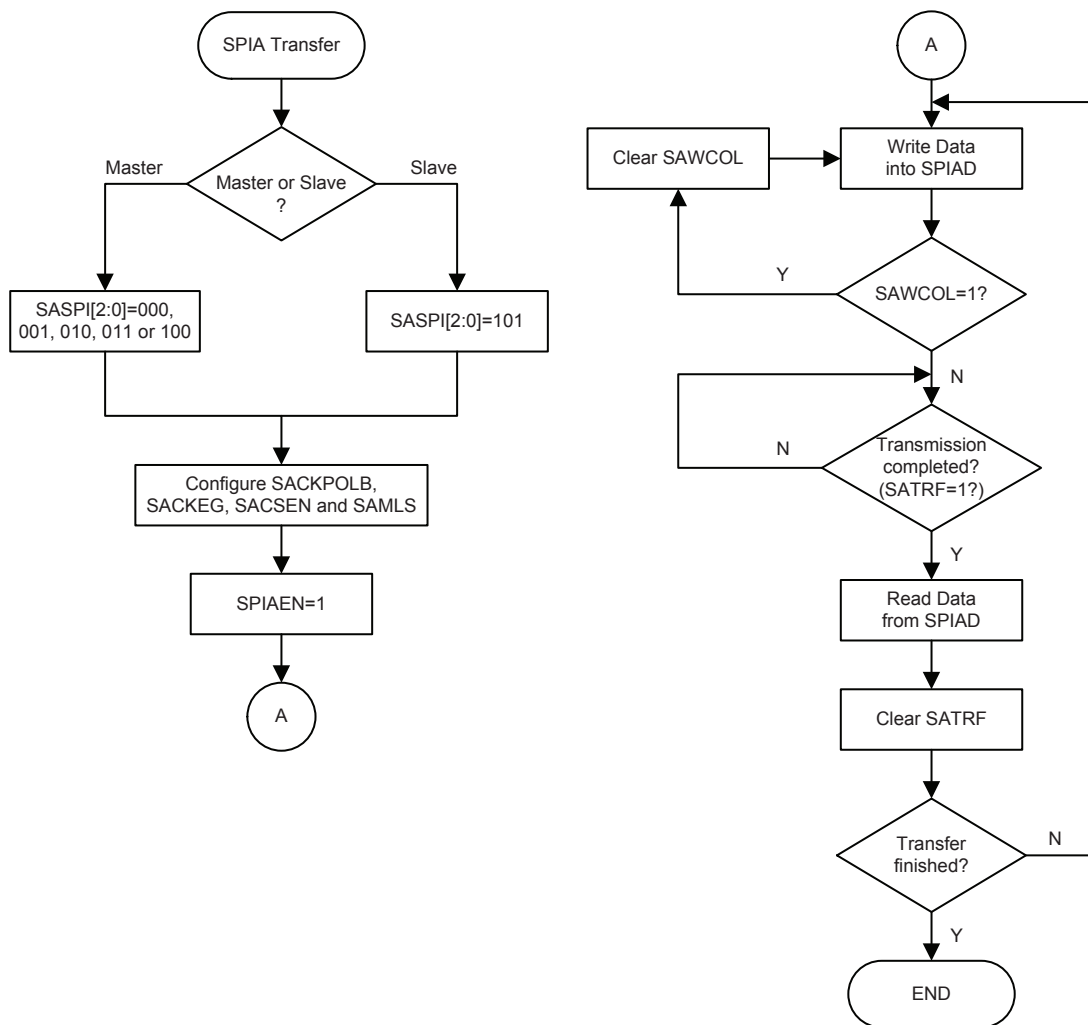 SPIA Transfer
Master
Master or Slave
?
Slave
SASPI[2:0]=000,
001, 010, 011 or 100
SASPI[2:0]=101
Configure SACKPOLB,
SACKEG, SACSEN and SAMLS
SPIAEN=1
A
A
Clear SAWCOL
Write Data
into SPIAD
Y
SAWCOL=1?
N
N
Transmission
completed?
(SATRF=1?)
Y
Read Data
from SPIAD
Clear SATRF
Transfer
finished?
N
Y
END